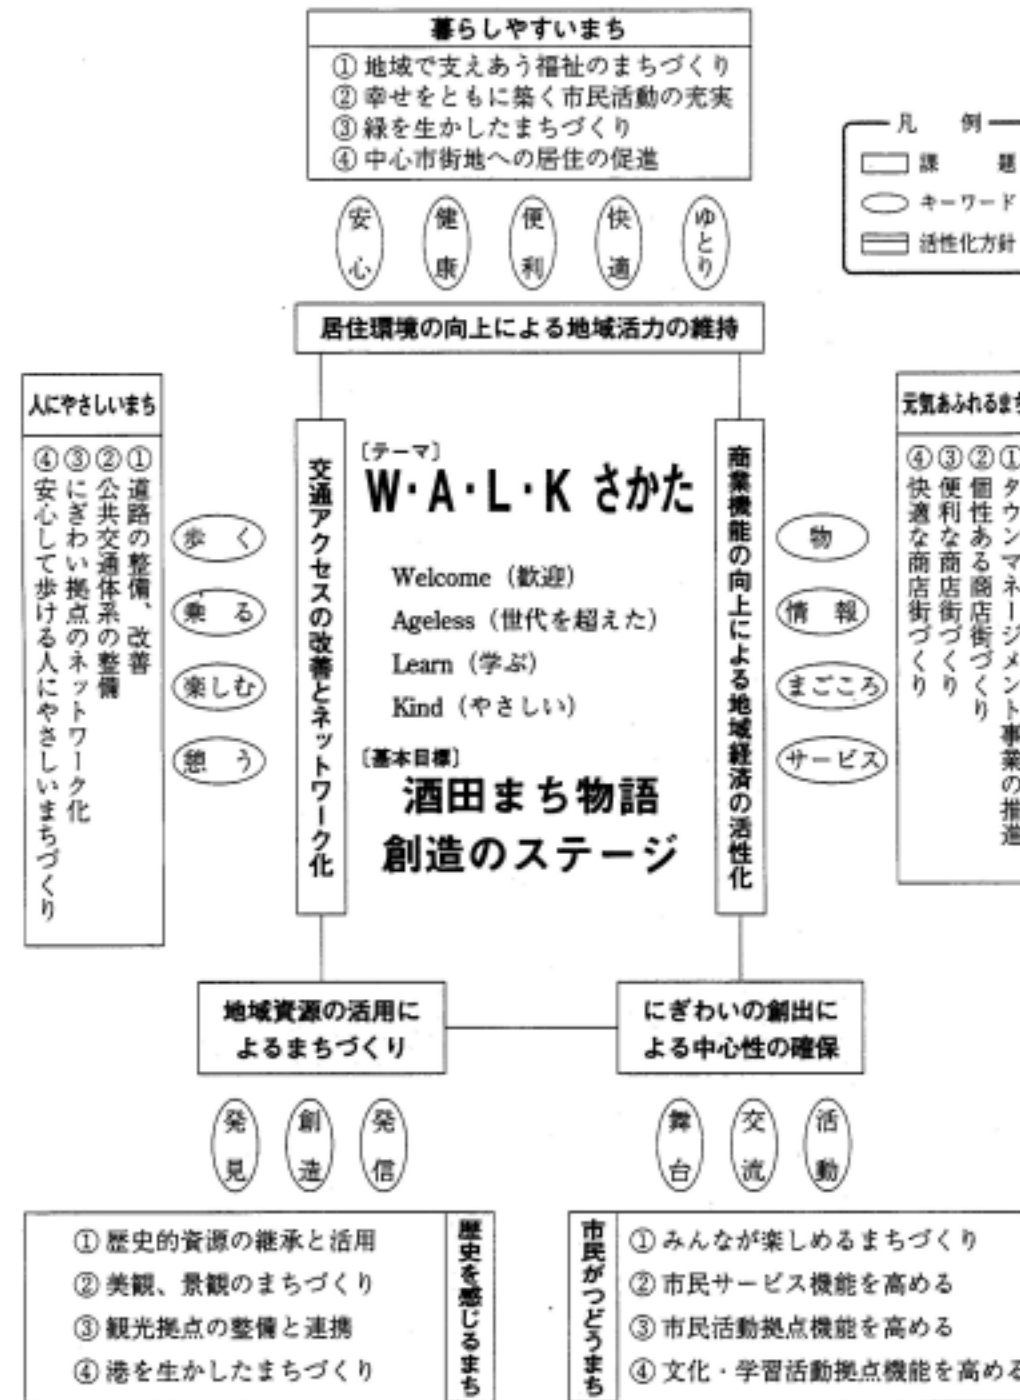 暮らしやすいまち
① 地域で支えあう福祉のまちづくり
② 幸せをともに築く市民活動の充実
③ 緑を生かしたまちづくり
④ 中心市街地への居住の促進
凡　例
課　題
キーワード
活性化方針
安心
健康
便利
快適
ゆとり
居住環境の向上による地域活力の維持
人にやさしいまち
① 道路の整備、改善
② 公共交通体系の整備
③ にぎわい拠点のネットワーク化
④ 安心して歩ける人にやさしいまちづくり
歩く
乗る
楽しむ
憩う
交通アクセスの改善とネットワーク化
〔テーマ〕
W・A・L・K さかた
Welcome（歓迎）
Ageless（世代を超えた）
Learn（学ぶ）
Kind（やさしい）
〔基本目標〕
酒田まち物語
創造のステージ
商業機能の向上による地域経済の活性化
物
情報
まごころ
サービス
元気あふれるまち
① タウンマネージメント事業の推進
② 個性ある商店街づくり
③ 便利な商店街づくり
④ 快適な商店街づくり
地域資源の活用に
よるまちづくり
にぎわいの創出に
よる中心性の確保
発見
創造
発信
舞台
交流
活動
歴史を感じるまち
① 歴史的資源の継承と活用
② 美観、景観のまちづくり
③ 観光拠点の整備と連携
④ 港を生かしたまちづくり
市民がつどうまち
① みんなが楽しめるまちづくり
② 市民サービス機能を高める
③ 市民活動拠点機能を高める
④ 文化・学習活動拠点機能を高める